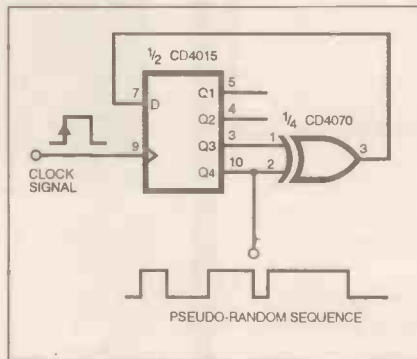 1/2 CD4015
5
7 D Q1
4
Q2
1/4 CD4070
3 1
Q3
3
9 10 2
Q4
CLOCK
SIGNAL
PSEUDO-RANDOM SEQUENCE